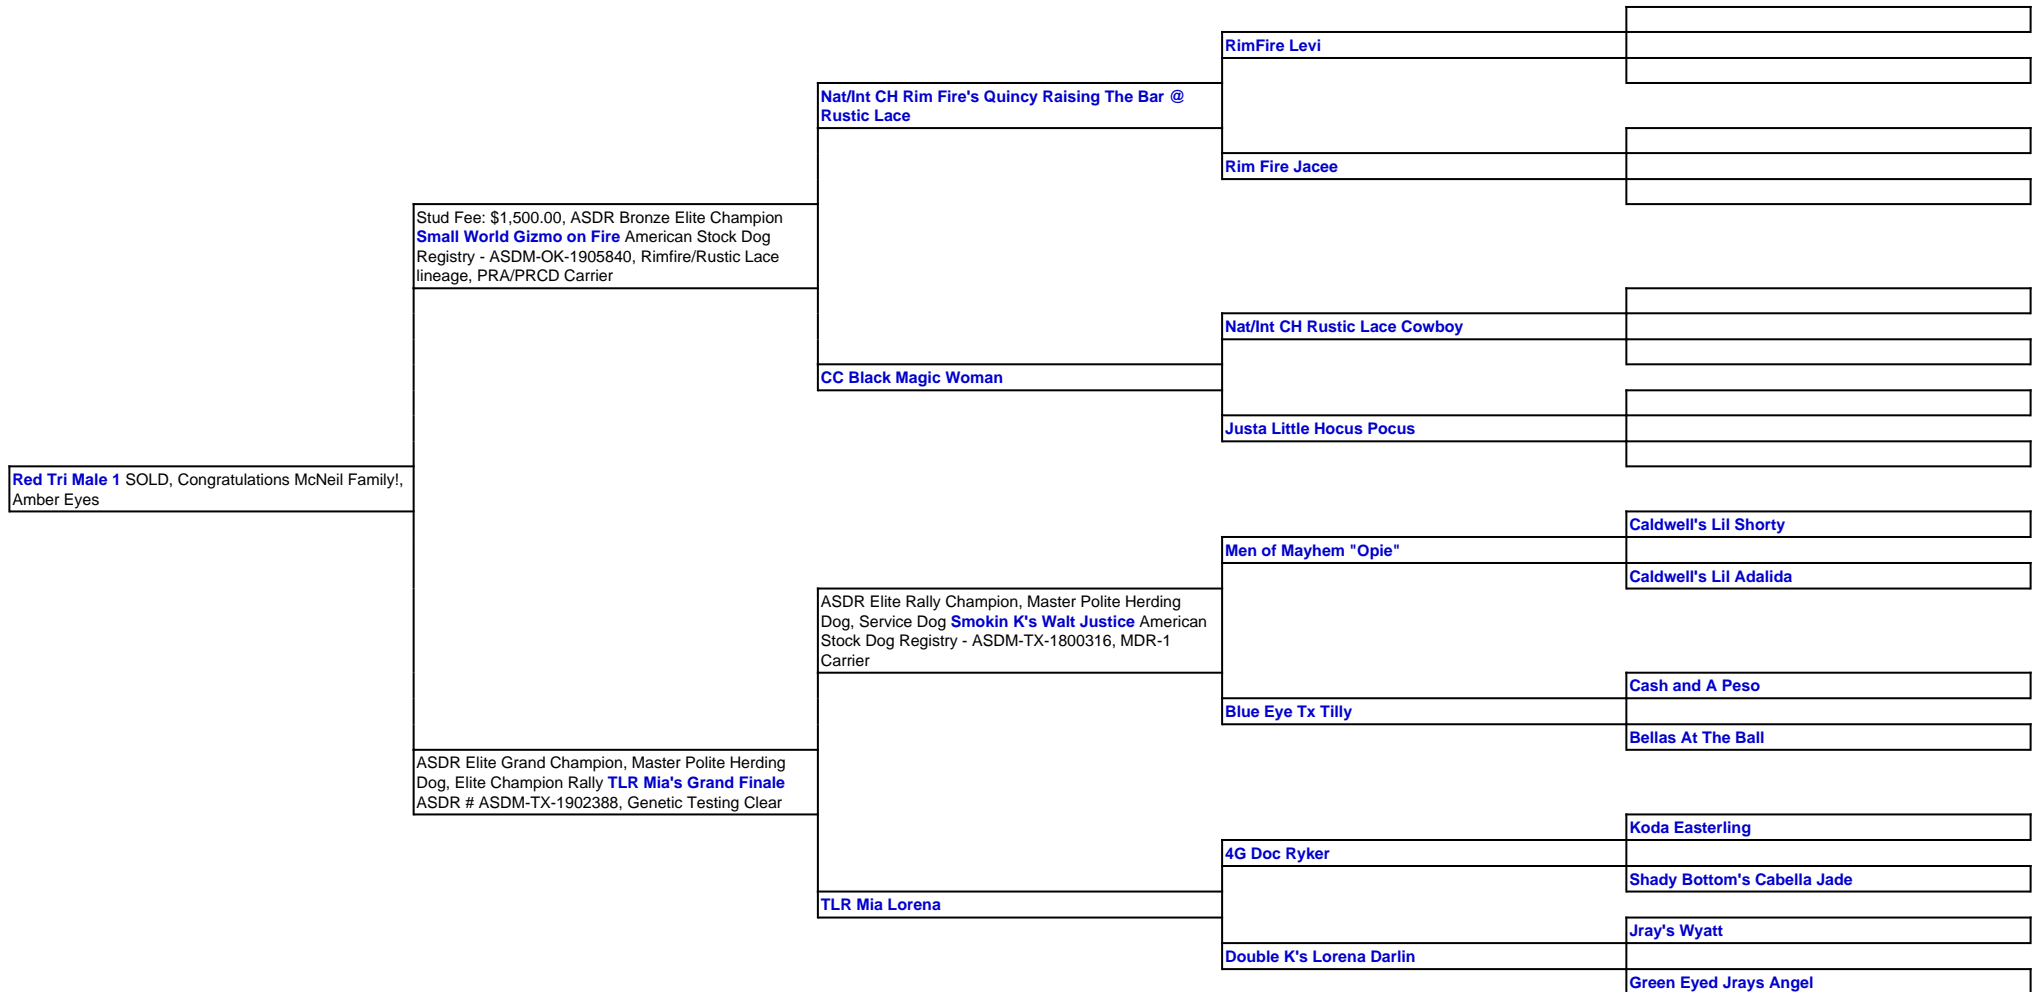 RimFire Levi
Nat/Int CH Rim Fire's Quincy Raising The Bar @
Rustic Lace
Rim Fire Jacee
Stud Fee: $1,500.00, ASDR Bronze Elite Champion
Small World Gizmo on Fire American Stock Dog
Registry - ASDM-OK-1905840, Rimfire/Rustic Lace
lineage, PRA/PRCD Carrier
Nat/Int CH Rustic Lace Cowboy
CC Black Magic Woman
Justa Little Hocus Pocus
Red Tri Male 1 SOLD, Congratulations McNeil Family!,
Amber Eyes
Caldwell's Lil Shorty
Men of Mayhem "Opie"
Caldwell's Lil Adalida
ASDR Elite Rally Champion, Master Polite Herding
Dog, Service Dog Smokin K's Walt Justice American
Stock Dog Registry - ASDM-TX-1800316, MDR-1
Carrier
Cash and A Peso
Blue Eye Tx Tilly
Bellas At The Ball
ASDR Elite Grand Champion, Master Polite Herding
Dog, Elite Champion Rally TLR Mia's Grand Finale
ASDR # ASDM-TX-1902388, Genetic Testing Clear
Koda Easterling
4G Doc Ryker
Shady Bottom's Cabella Jade
TLR Mia Lorena
Jray's Wyatt
Double K's Lorena Darlin
Green Eyed Jrays Angel